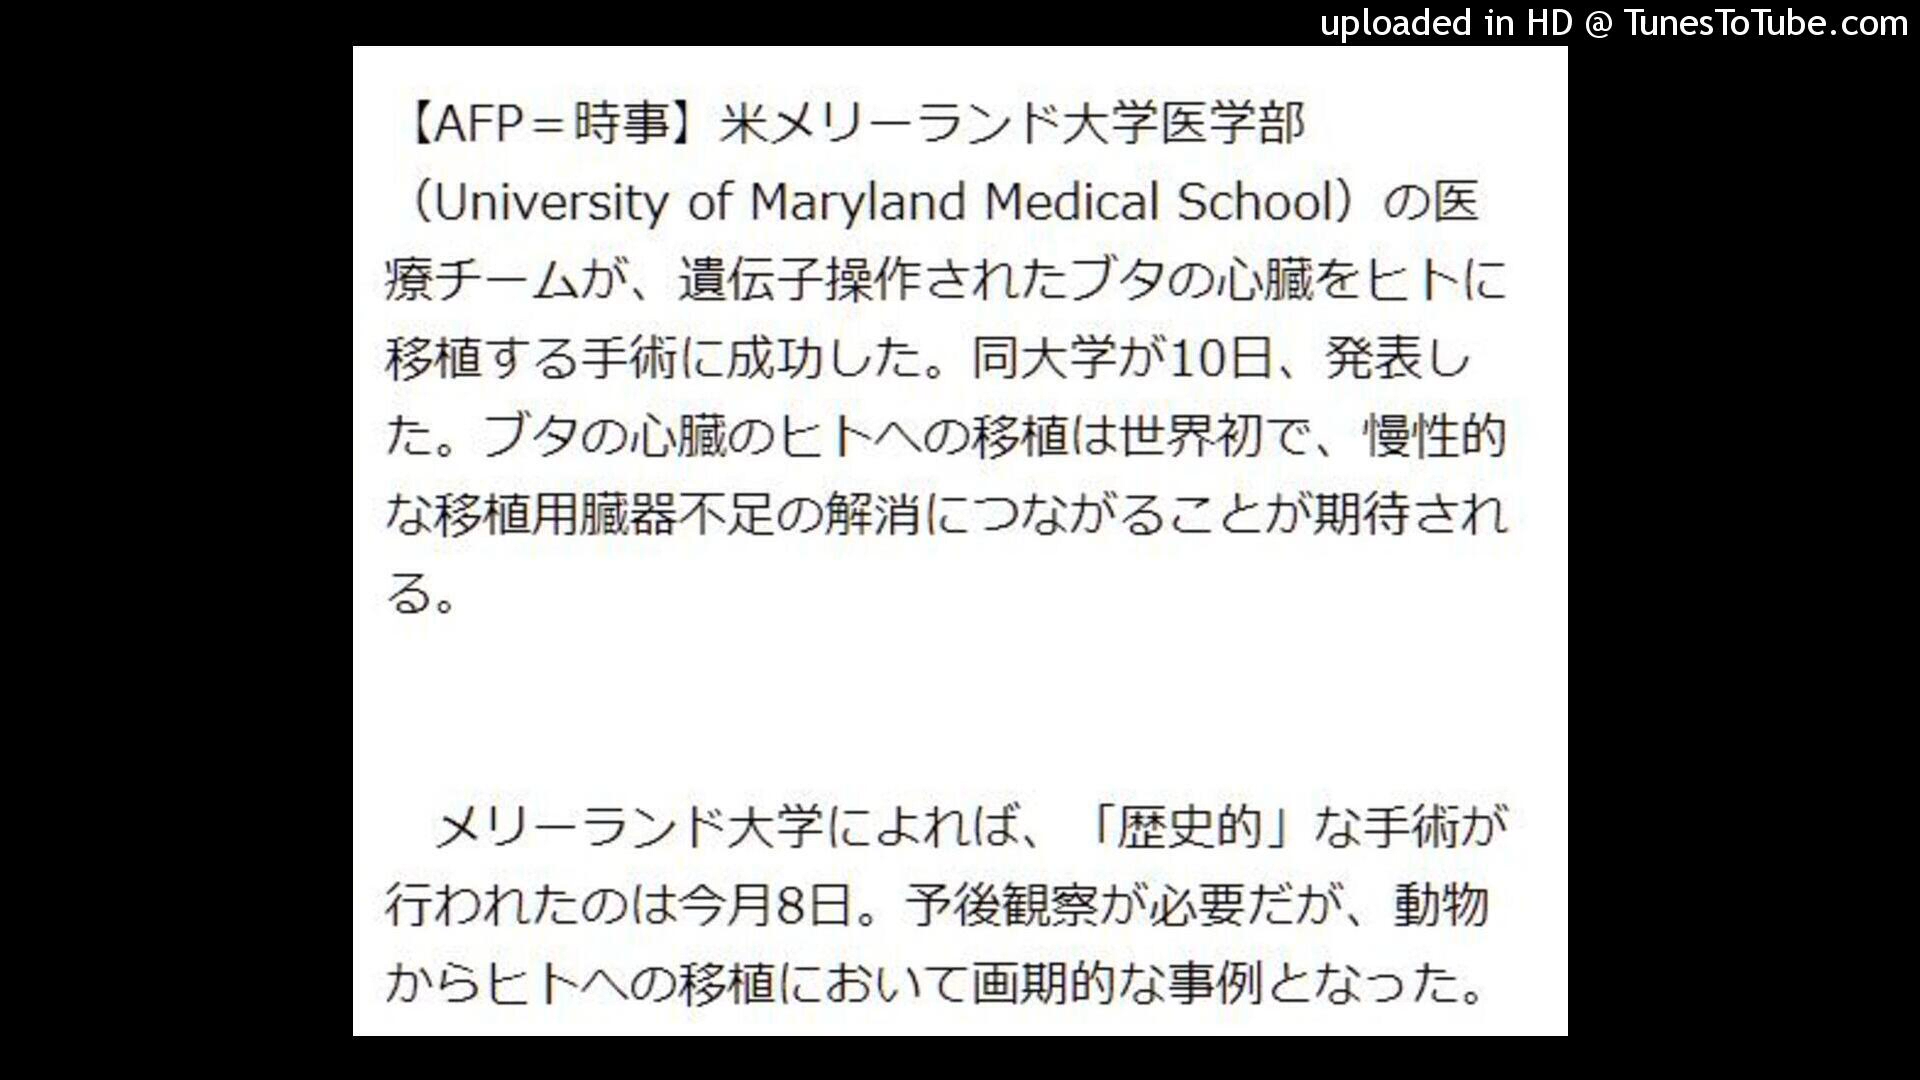 uploaded in HD @ TunesToTube.com
【AFP＝時事】米メリーランド大学医学部
（University of Maryland Medical School）の医
療チームが、遺伝子操作されたブタの心臓をヒトに
移植する手術に成功した。同大学が10日、発表し
た。ブタの心臓のヒトへの移植は世界初で、慢性的
な移植用臓器不足の解消につながることが期待され
る。
メリーランド大学によれば、「歴史的」な手術が
行われたのは今月8日。予後観察が必要だが、動物
からヒトへの移植において画期的な事例となった。